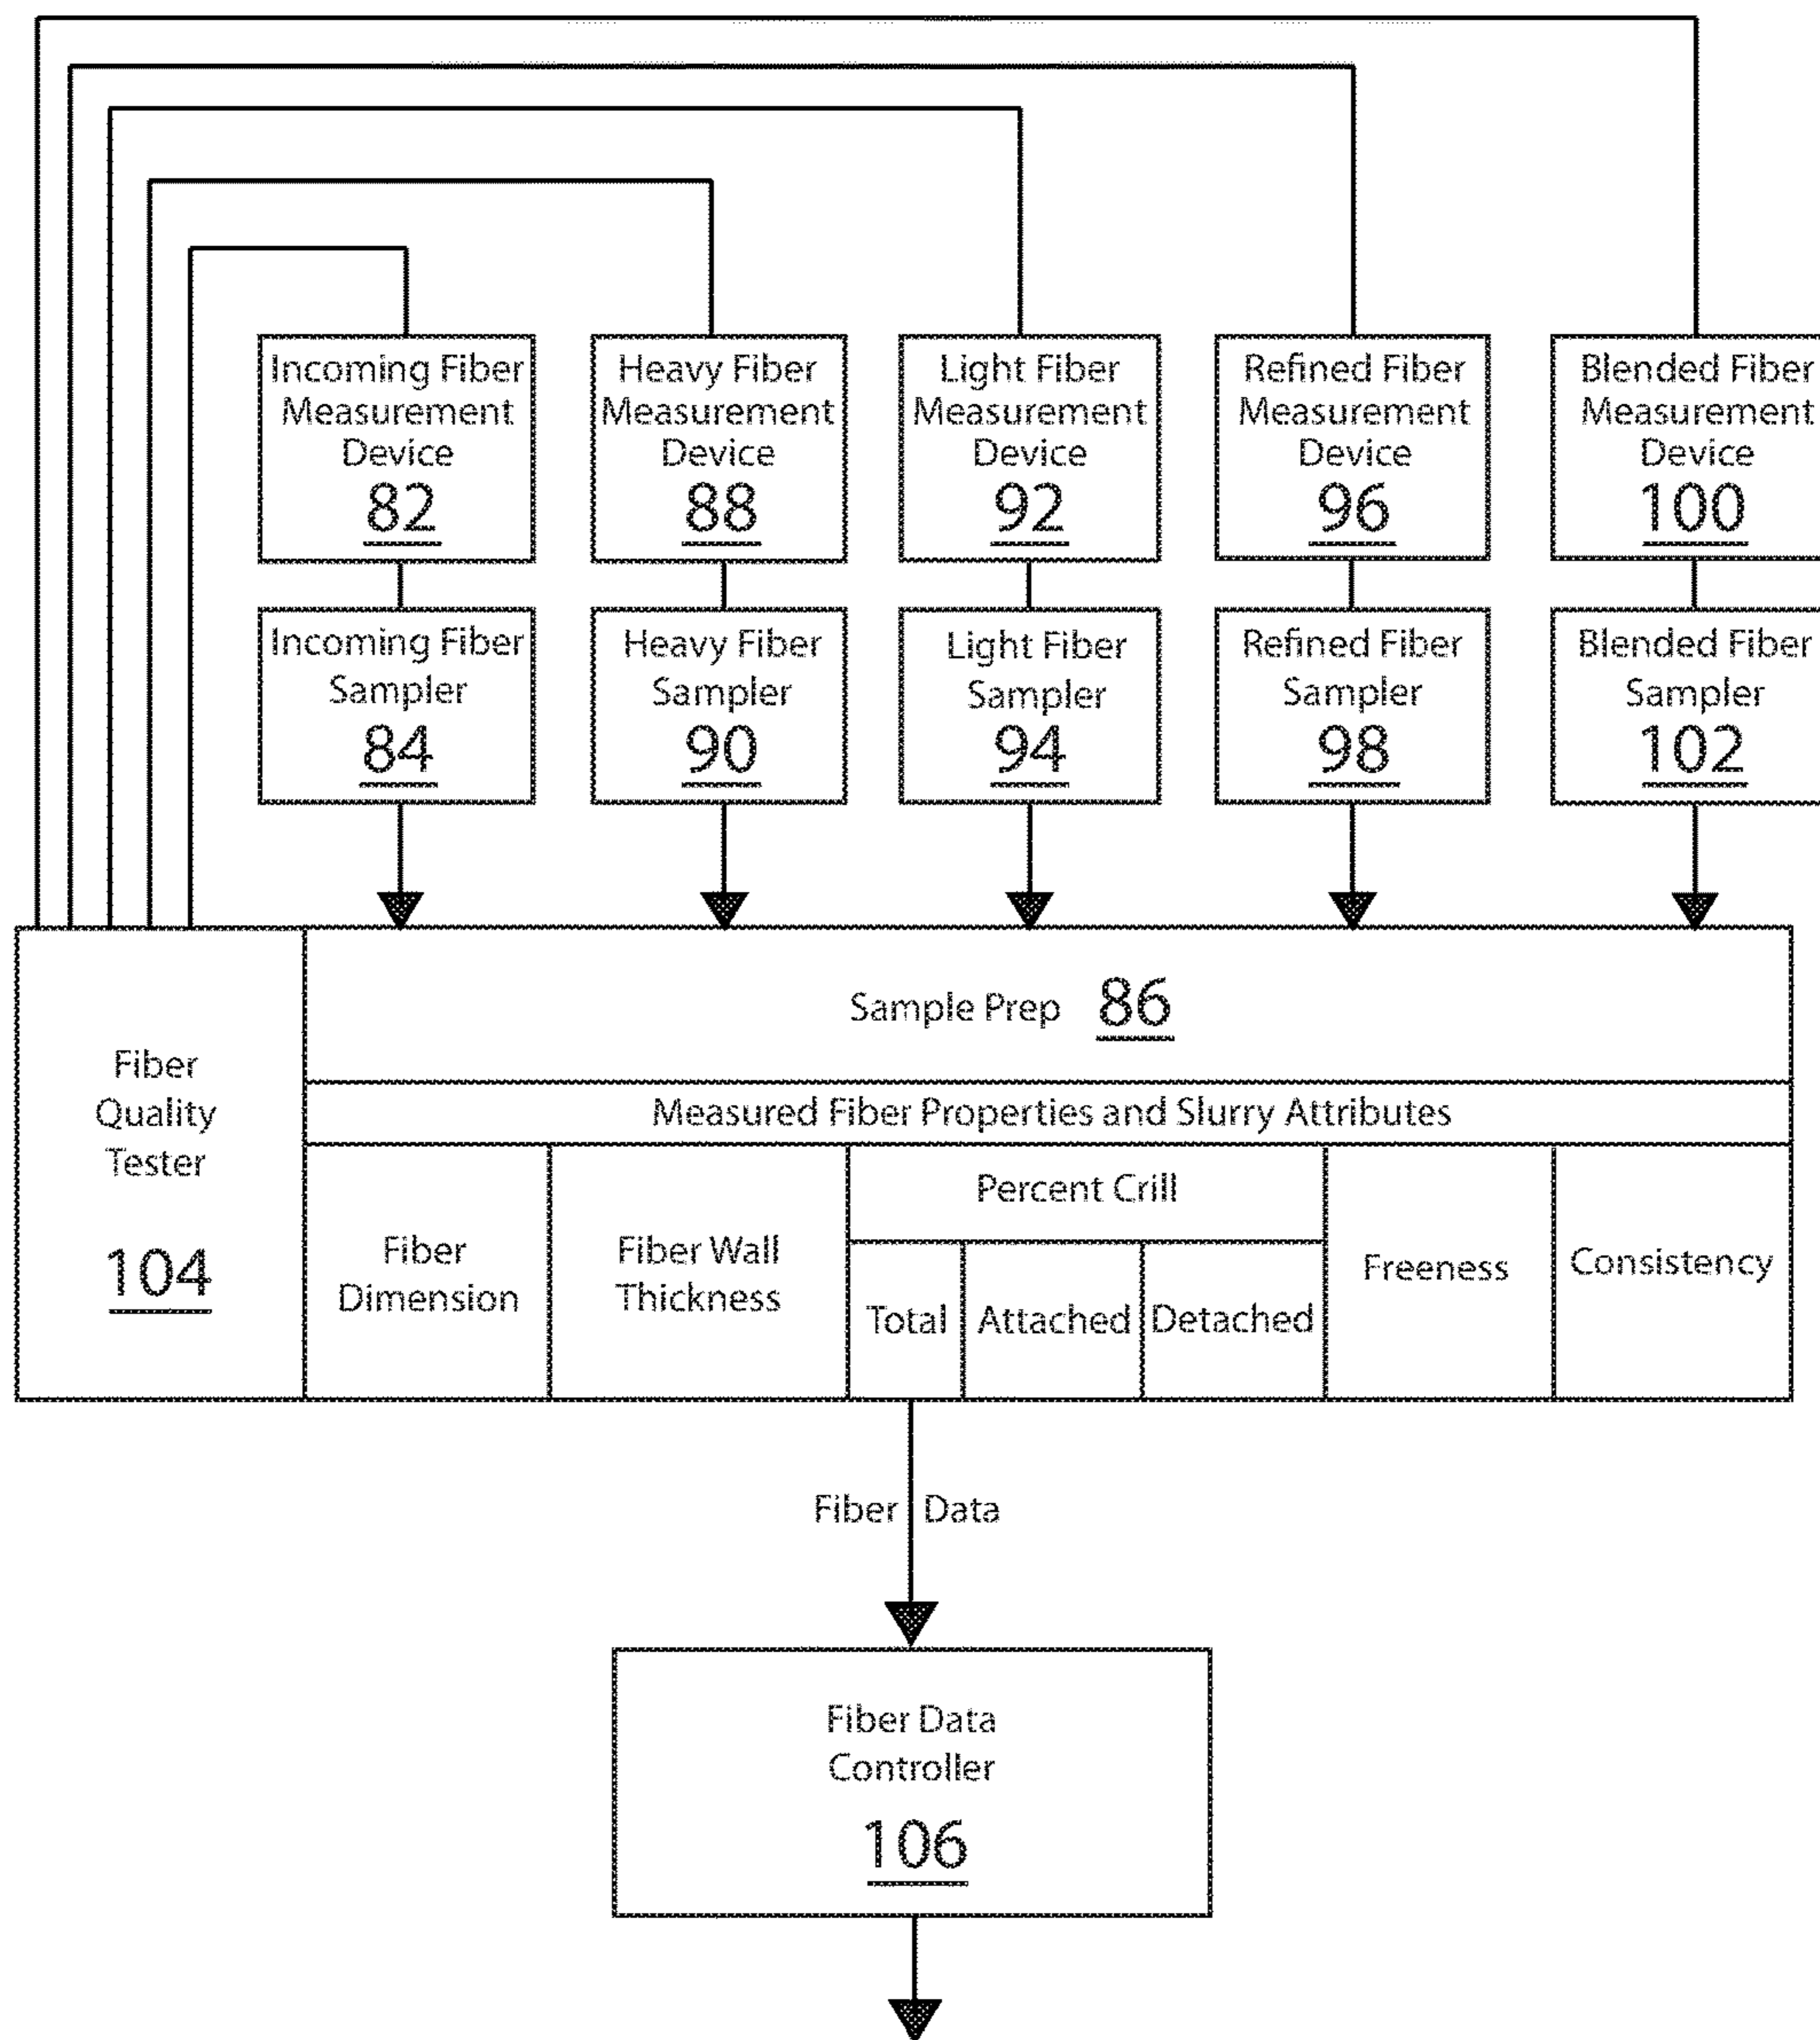 Incoming Fiber
Measurement
Device
82
Heavy Fiber
Measurement
Device
88
Light Fiber
Measurement
Device
92
Refined Fiber
Measurement
Device
96
Blended Fiber
Measurement
Device
100
Incoming Fiber
Sampler
84
Heavy Fiber
Sampler
90
Light Fiber
Sampler
94
Refined Fiber
Sampler
98
Blended Fiber
Sampler
102
Fiber
Quality
Tester
104
Sample Prep 86
Measured Fiber Properties and Slurry Attributes
Fiber
Dimension
Fiber Wall
Thickness
Percent Crill
Total
Attached
Detached
Freeness
Consistency
Fiber Data
Fiber Data
Controller
106